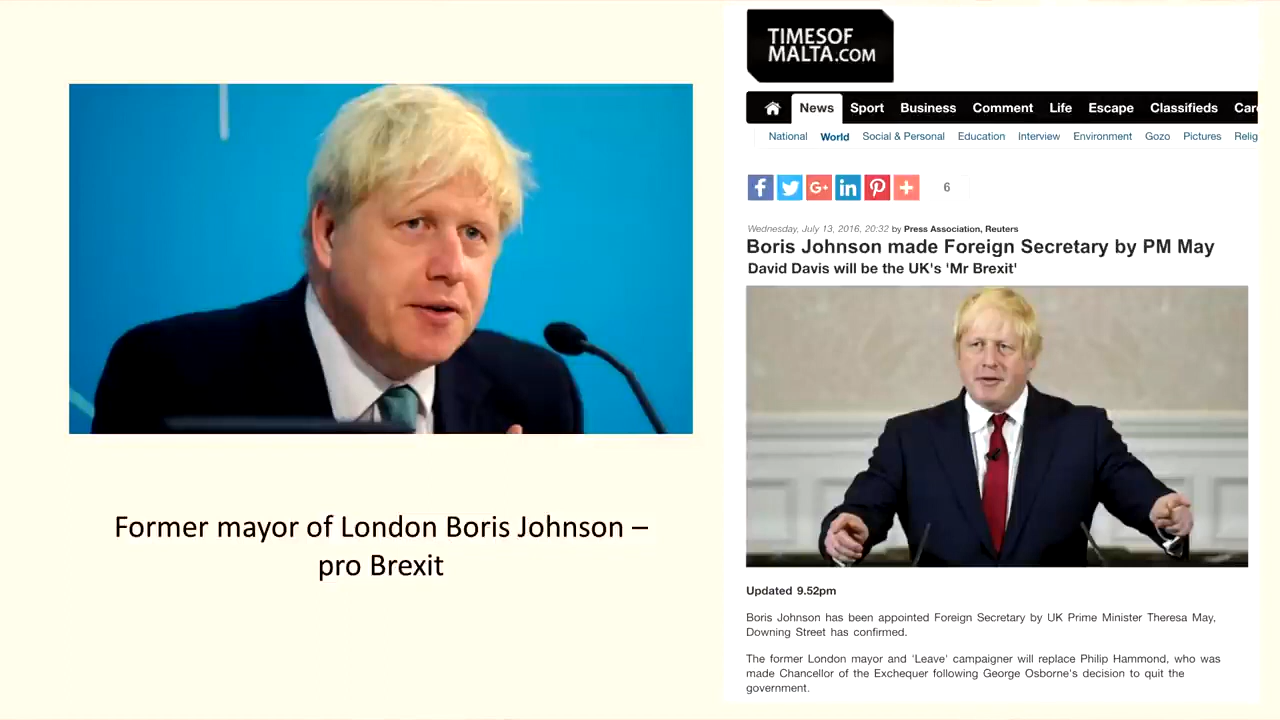 Former mayor of London Boris Johnson –
pro Brexit
TIMESOF
MALTA.COM
News Sport Business Comment Life Escape Classifieds Car
National World Social & Personal Education Interview Environment Gozo Pictures Relig
6
Wednesday, July 13, 2016, 20:32 by Press Association, Reuters
Boris Johnson made Foreign Secretary by PM May
David Davis will be the UK's 'Mr Brexit'
Updated 9.52pm
Boris Johnson has been appointed Foreign Secretary by UK Prime Minister Theresa May,
Downing Street has confirmed.
The former London mayor and 'Leave' campaigner will replace Philip Hammond, who was
made Chancellor of the Exchequer following George Osborne's decision to quit the
government.